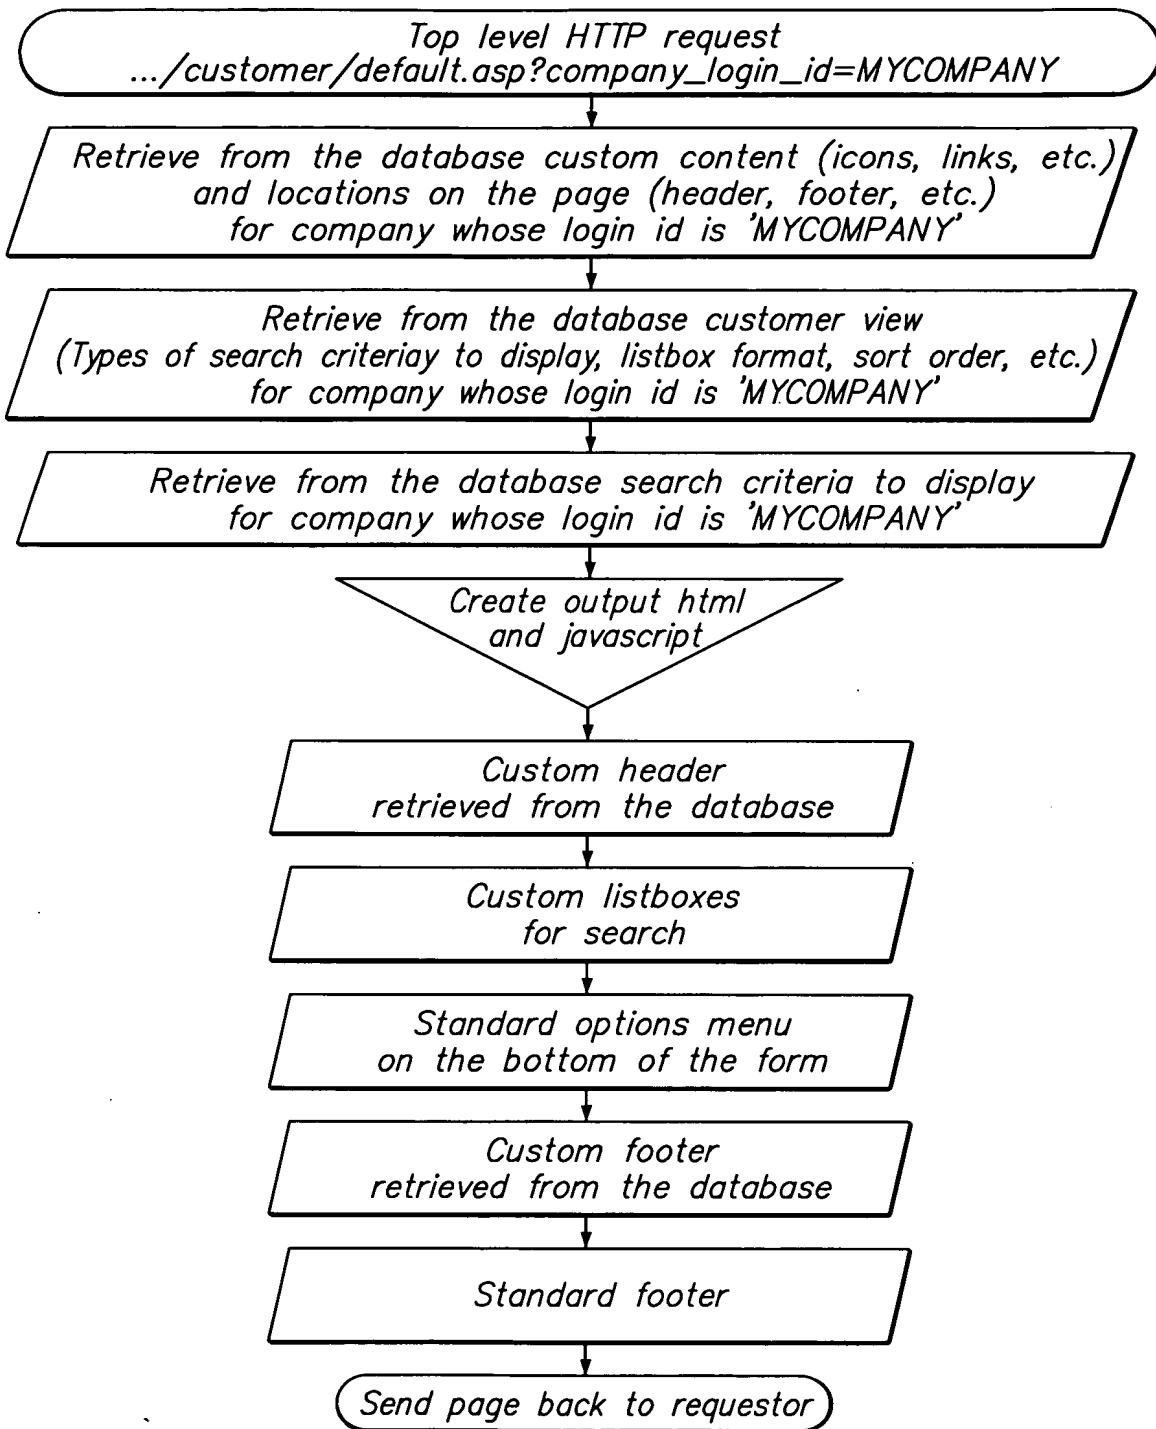 Top level HTTP request
.../customer/default.asp?company_login_id=MYCOMPANY
Retrieve from the database custom content (icons, links, etc.)
and locations on the page (header, footer, etc.)
for company whose login id is 'MYCOMPANY'
Retrieve from the database customer view
(Types of search criteriay to display, listbox format, sort order, etc.)
for company whose login id is 'MYCOMPANY'
Retrieve from the database search criteria to display
for company whose login id is 'MYCOMPANY'
Create output html
and javascript
Custom header
retrieved from the database
Custom listboxes
for search
Standard options menu
on the bottom of the form
Custom footer
retrieved from the database
Standard footer
Send page back to requestor